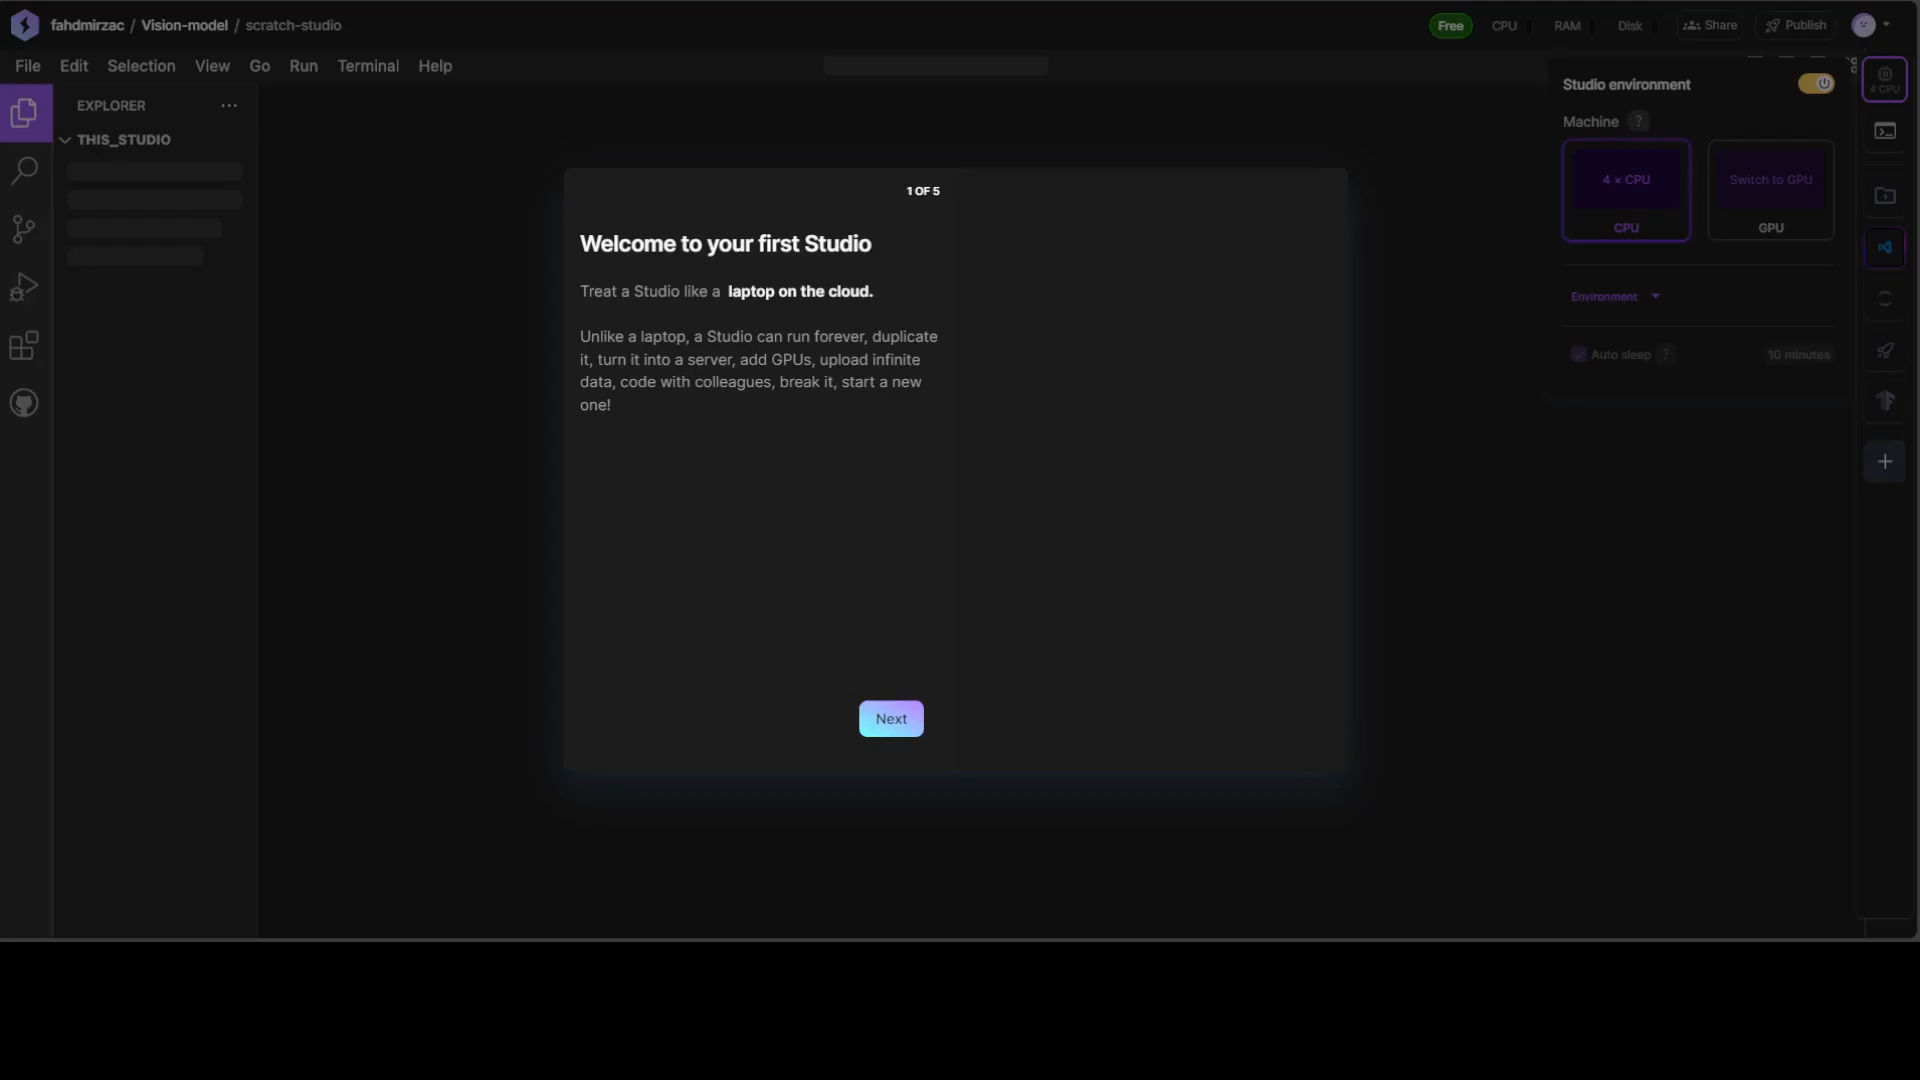 fahdmirzac / Vision-model / scratch-studio
Free CPU RAM Disk Share Publish
File Edit Selection View Go Run Terminal Help
EXPLORER
THIS_STUDIO
1 OF 5
Welcome to your first Studio
Treat a Studio like a laptop on the cloud.
Unlike a laptop, a Studio can run forever, duplicate
it, turn it into a server, add GPUs, upload infinite
data, code with colleagues, break it, start a new
one!
Next
Studio environment
Machine ?
4 × CPU
CPU
Switch to GPU
GPU
Environment
Auto sleep ? 10 minutes
4 CPU